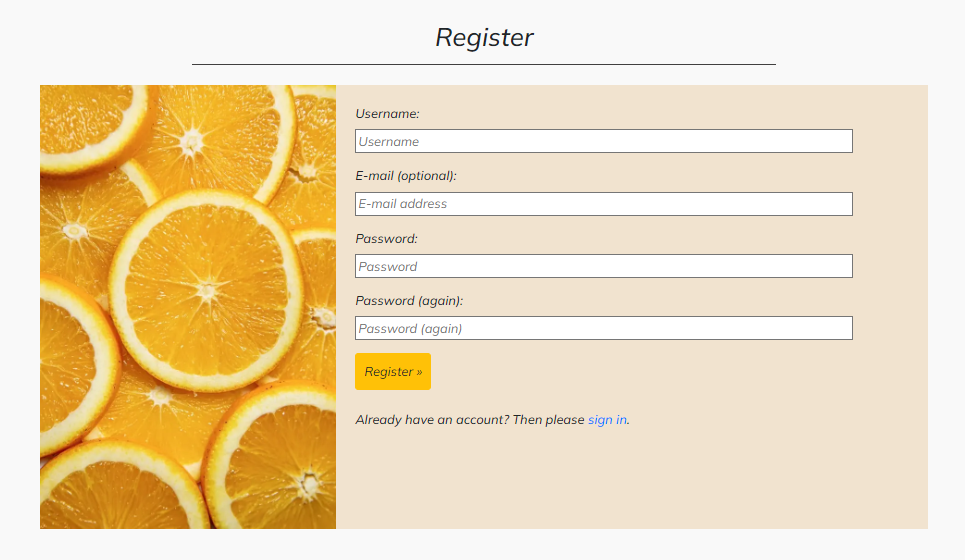 Register
Username:
Username
E-mail (optional):
E-mail address
Password:
Password
Password (again):
Password (again)
Register »
Already have an account? Then please sign in.